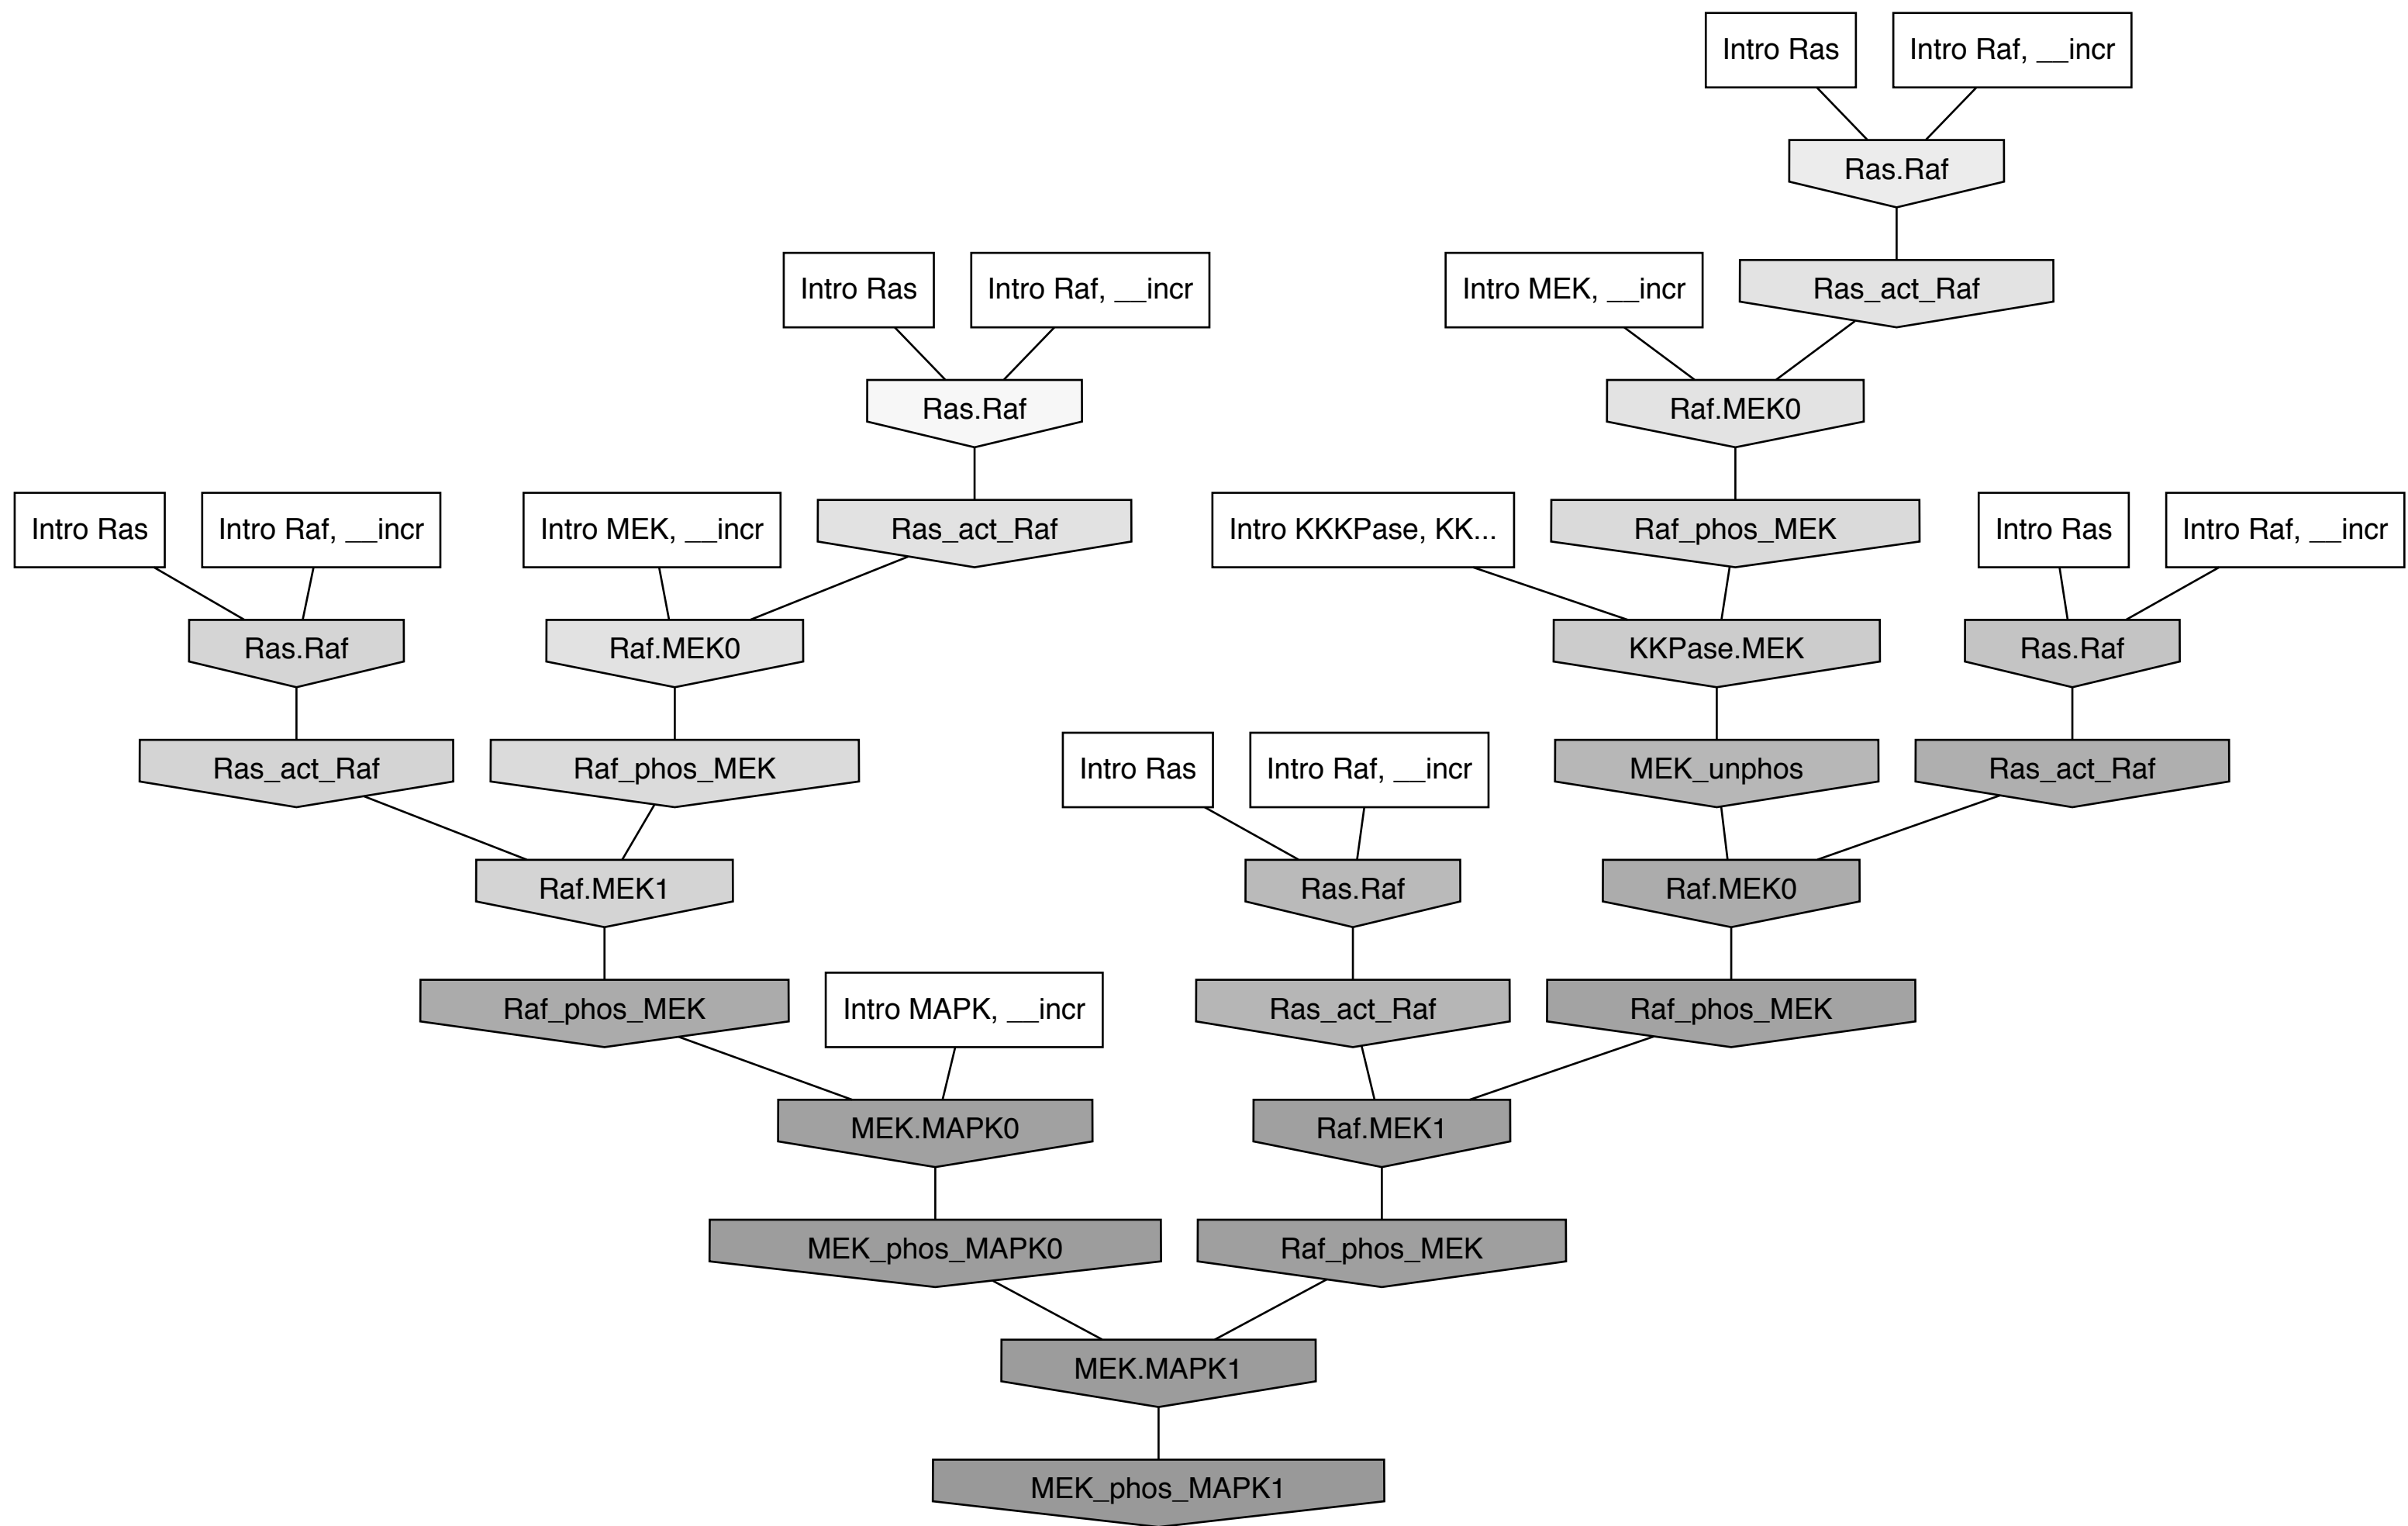 Intro Ras
Intro Raf, __incr
Ras.Raf
Intro Ras
Intro Raf, __incr
Intro MEK, __incr
Ras_act_Raf
Ras.Raf
Raf.MEK0
Intro Ras
Intro Raf, __incr
Intro MEK, __incr
Ras_act_Raf
Intro KKKPase, KK...
Raf_phos_MEK
Intro Ras
Intro Raf, __incr
Ras.Raf
Raf.MEK0
KKPase.MEK
Ras.Raf
Ras_act_Raf
Raf_phos_MEK
Intro Ras
Intro Raf, __incr
MEK_unphos
Ras_act_Raf
Raf.MEK1
Ras.Raf
Raf.MEK0
Raf_phos_MEK
Intro MAPK, __incr
Ras_act_Raf
Raf_phos_MEK
MEK.MAPK0
Raf.MEK1
MEK_phos_MAPK0
Raf_phos_MEK
MEK.MAPK1
MEK_phos_MAPK1